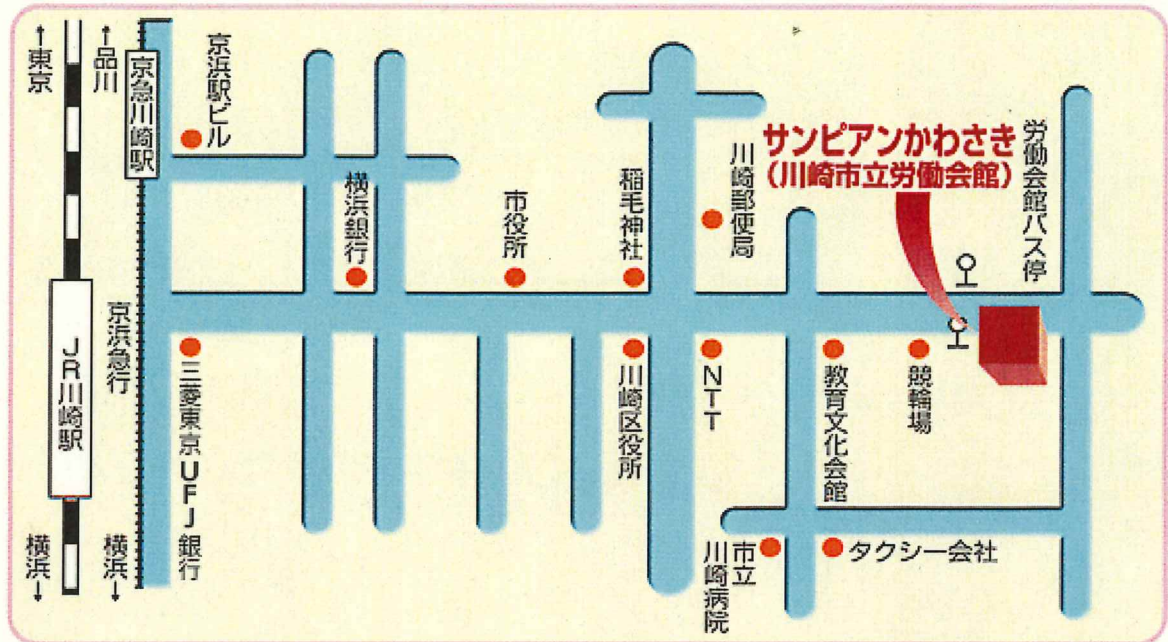 ←東京
←品川
京急川崎駅
京浜駅ビル
横浜銀行
市役所
稲毛神社
川崎郵便局
サンピアンかわさき
(川崎市立労働会館)
労働会館バス停
JR川崎駅
京浜急行
三菱東京UFJ銀行
川崎区役所
NTT
教育文化会館
競輪場
横浜→
横浜→
市立
川崎病院
タクシー会社